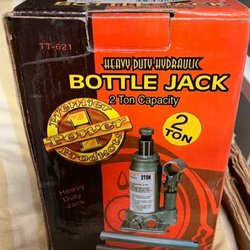 TT-621
HEAVY DUTY HYDRAULIC
BOTTLE JACK
2 Ton Capacity
Premier
Power
Products
2
TON
Heavy
Duty
Jack
2TON